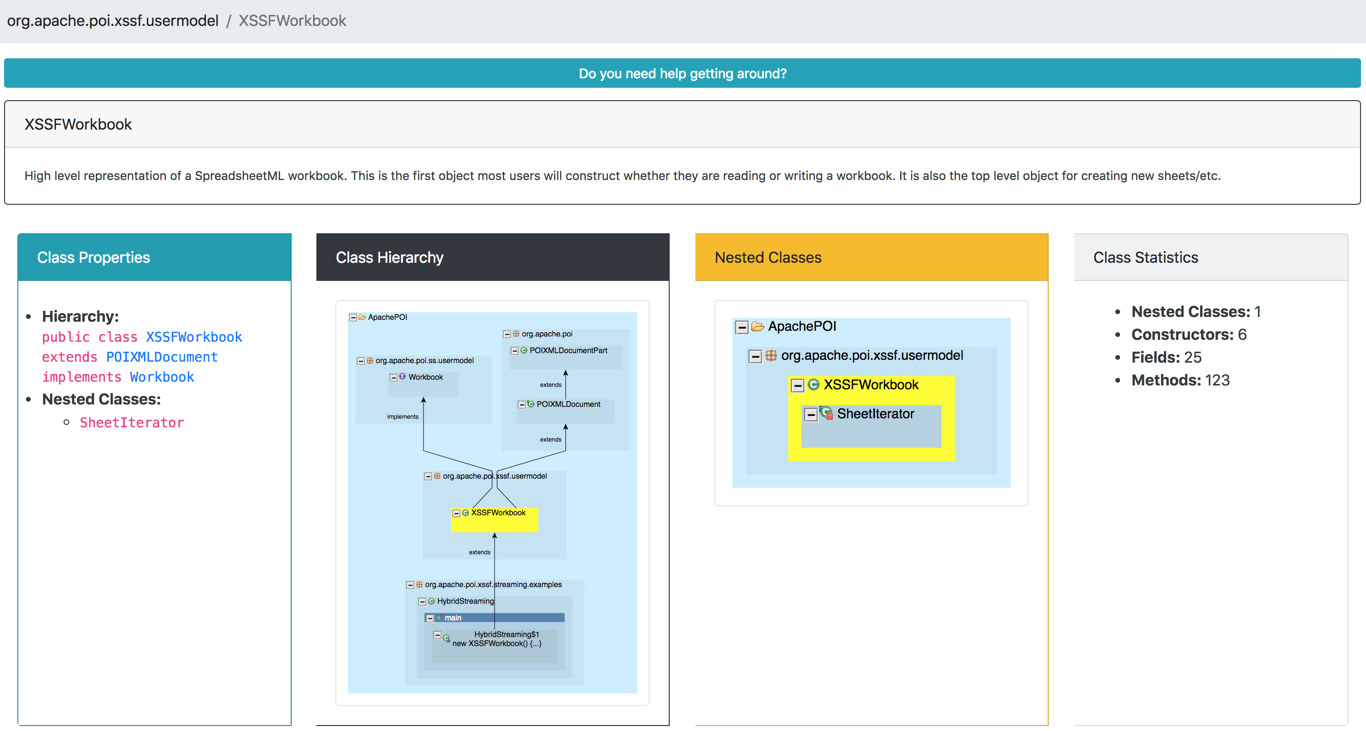 org.apache.poi.xssf.usermodel / XSSFWorkbook
Do you need help getting around?
XSSFWorkbook
High level representation of a SpreadsheetML workbook. This is the first object most users will construct whether they are reading or writing a workbook. It is also the top level object for creating new sheets/etc.
Class Properties
Hierarchy:
public class XSSFWorkbook
extends POIXMLDocument
implements Workbook
Nested Classes:
SheetIterator
Class Hierarchy
ApachePOI
org.apache.poi
POIXMLDocumentPart
org.apache.poi.ss.usermodel
Workbook
extends
POIXMLDocument
implements
extends
org.apache.poi.xssf.usermodel
XSSFWorkbook
extends
org.apache.poi.xssf.streaming.examples
HybridStreaming
main
HybridStreaming$1
new XSSFWorkbook() {...}
Nested Classes
ApachePOI
org.apache.poi.xssf.usermodel
XSSFWorkbook
SheetIterator
Class Statistics
Nested Classes: 1
Constructors: 6
Fields: 25
Methods: 123